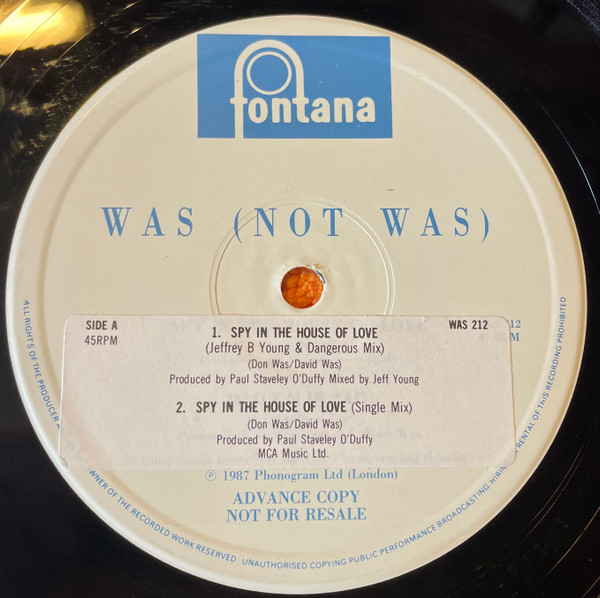 fontana
WAS (NOT WAS)
SIDE A
45RPM
WAS 212
1. SPY IN THE HOUSE OF LOVE
(Jeffrey B Young & Dangerous Mix)
(Don Was/David Was)
Produced by Paul Staveley O'Duffy Mixed by Jeff Young
2. SPY IN THE HOUSE OF LOVE (Single Mix)
(Don Was/David Was)
Produced by Paul Staveley O'Duffy
MCA Music Ltd.
12
℗ 1987 Phonogram Ltd (London)
ADVANCE COPY
NOT FOR RESALE
ALL RIGHTS OF THE PRODUCER
OWNER OF THE RECORDED WORK RESERVED UNAUTHORISED COPYING PUBLIC PERFORMANCE BROADCASTING HIRING RENTAL OF THIS RECORDING PROHIBITED